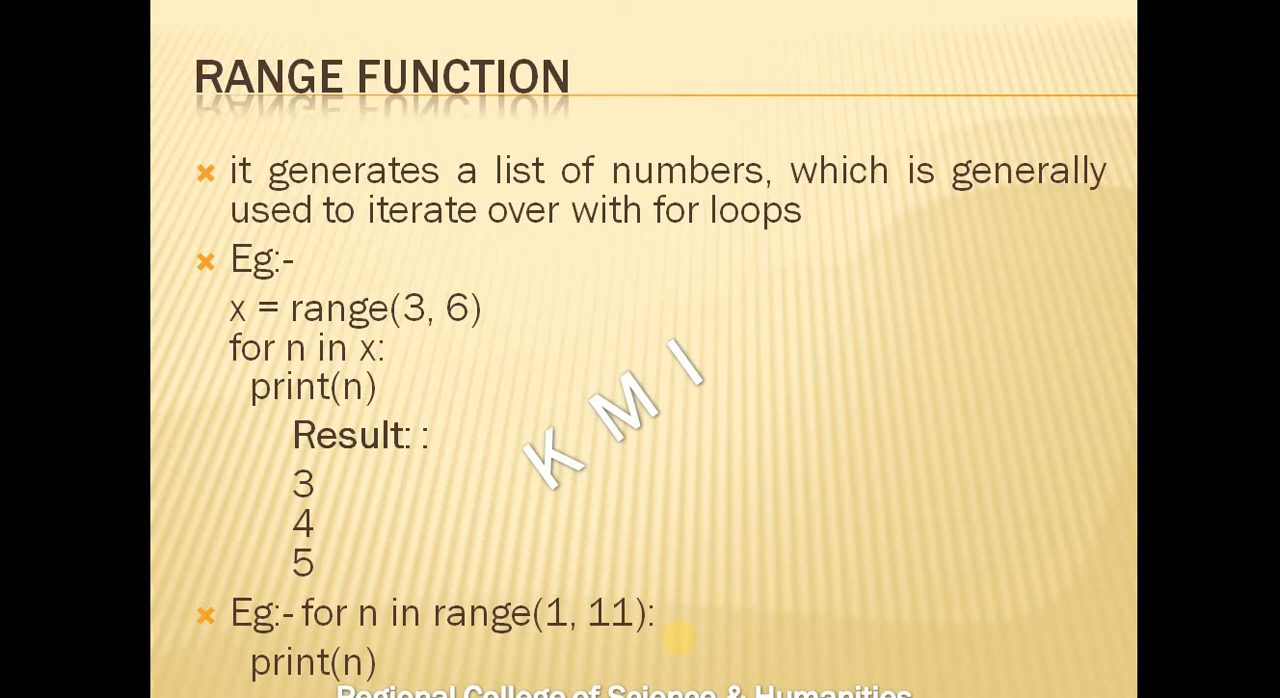 RANGE FUNCTION
it generates a list of numbers, which is generally
used to iterate over with for loops
Eg:-
x = range(3, 6)
for n in x:
print(n)
Result: :
3
4
5
K M I
Eg:- for n in range(1, 11):
print(n)
Regional College of Science & Humanities